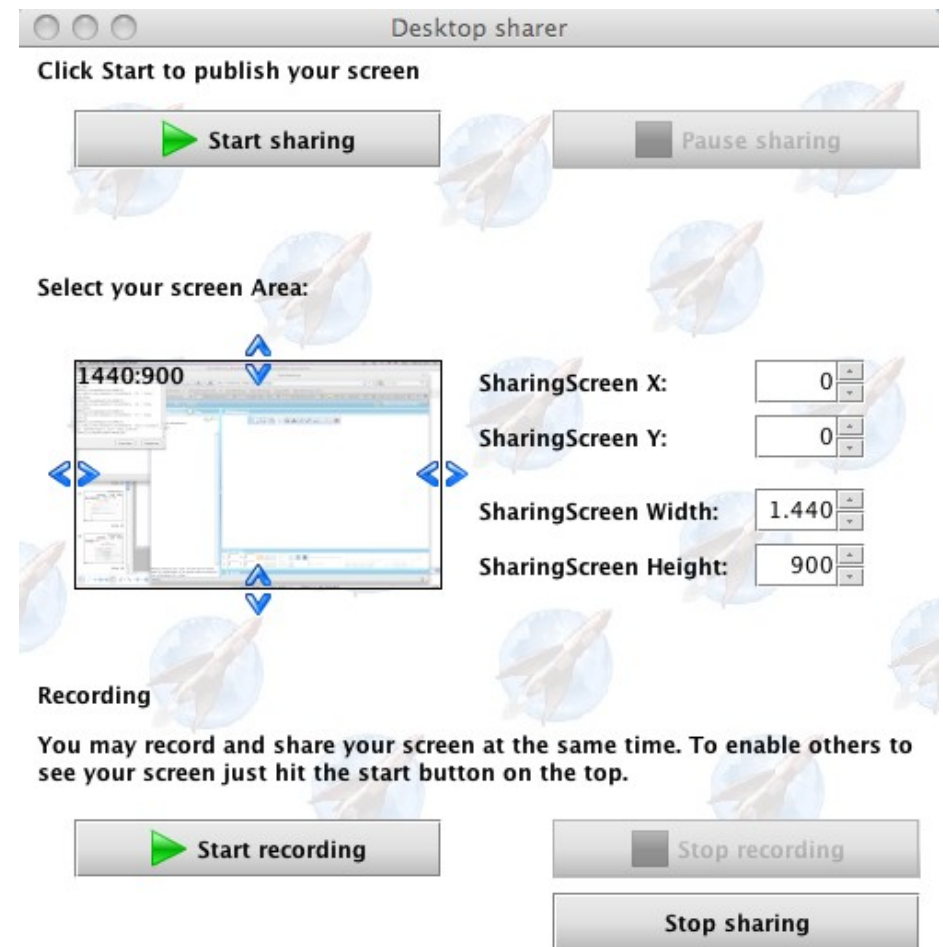 Desktop sharer
Click Start to publish your screen
Start sharing
Pause sharing
Select your screen Area:
1440:900
SharingScreen X:
0
SharingScreen Y:
0
SharingScreen Width:
1.440
SharingScreen Height:
900
Recording
You may record and share your screen at the same time. To enable others to
see your screen just hit the start button on the top.
Start recording
Stop recording
Stop sharing